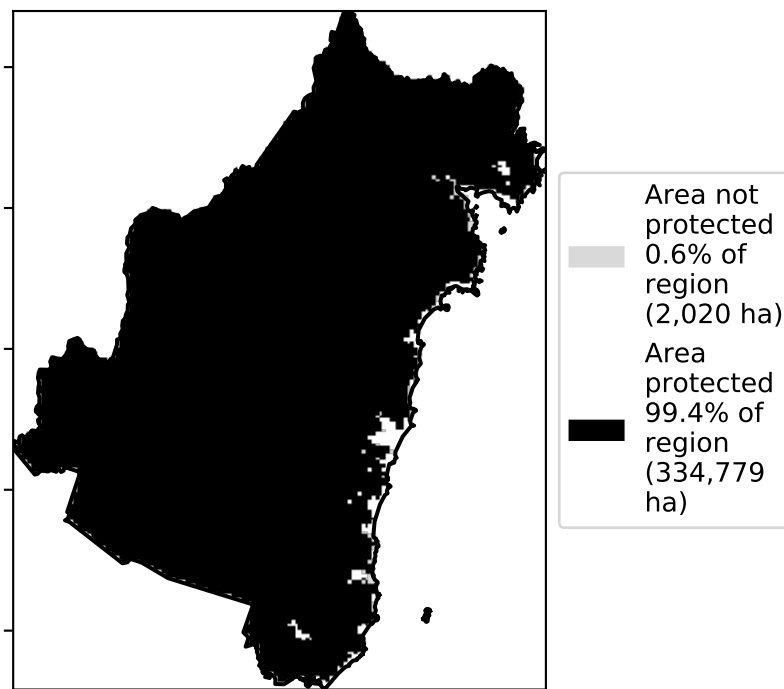 Area not
protected
0.6% of
region
(2,020 ha)
Area
protected
99.4% of
region
(334,779
ha)